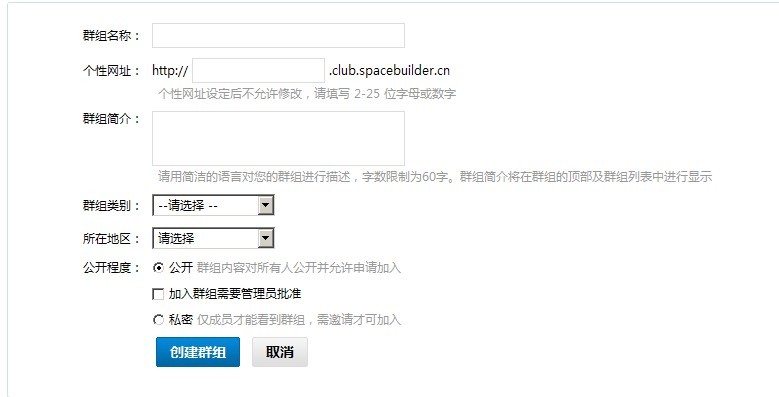 群组名称：
个性网址： http:// .club.spacebuilder.cn
个性网址设定后不允许修改，请填写 2-25 位字母或数字
群组简介：
请用简洁的语言对您的群组进行描述，字数限制为60字。群组简介将在群组的顶部及群组列表中进行显示
群组类别： --请选择 --
所在地区： 请选择
公开程度： 公开 群组内容对所有人公开并允许申请加入
加入群组需要管理员批准
私密 仅成员才能看到群组，需邀请才可加入
创建群组 取消